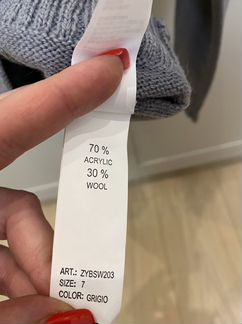 70 %
ACRYLIC
30 %
WOOL
ART.: ZYBSW203
SIZE: 7
COLOR: GRIGIO